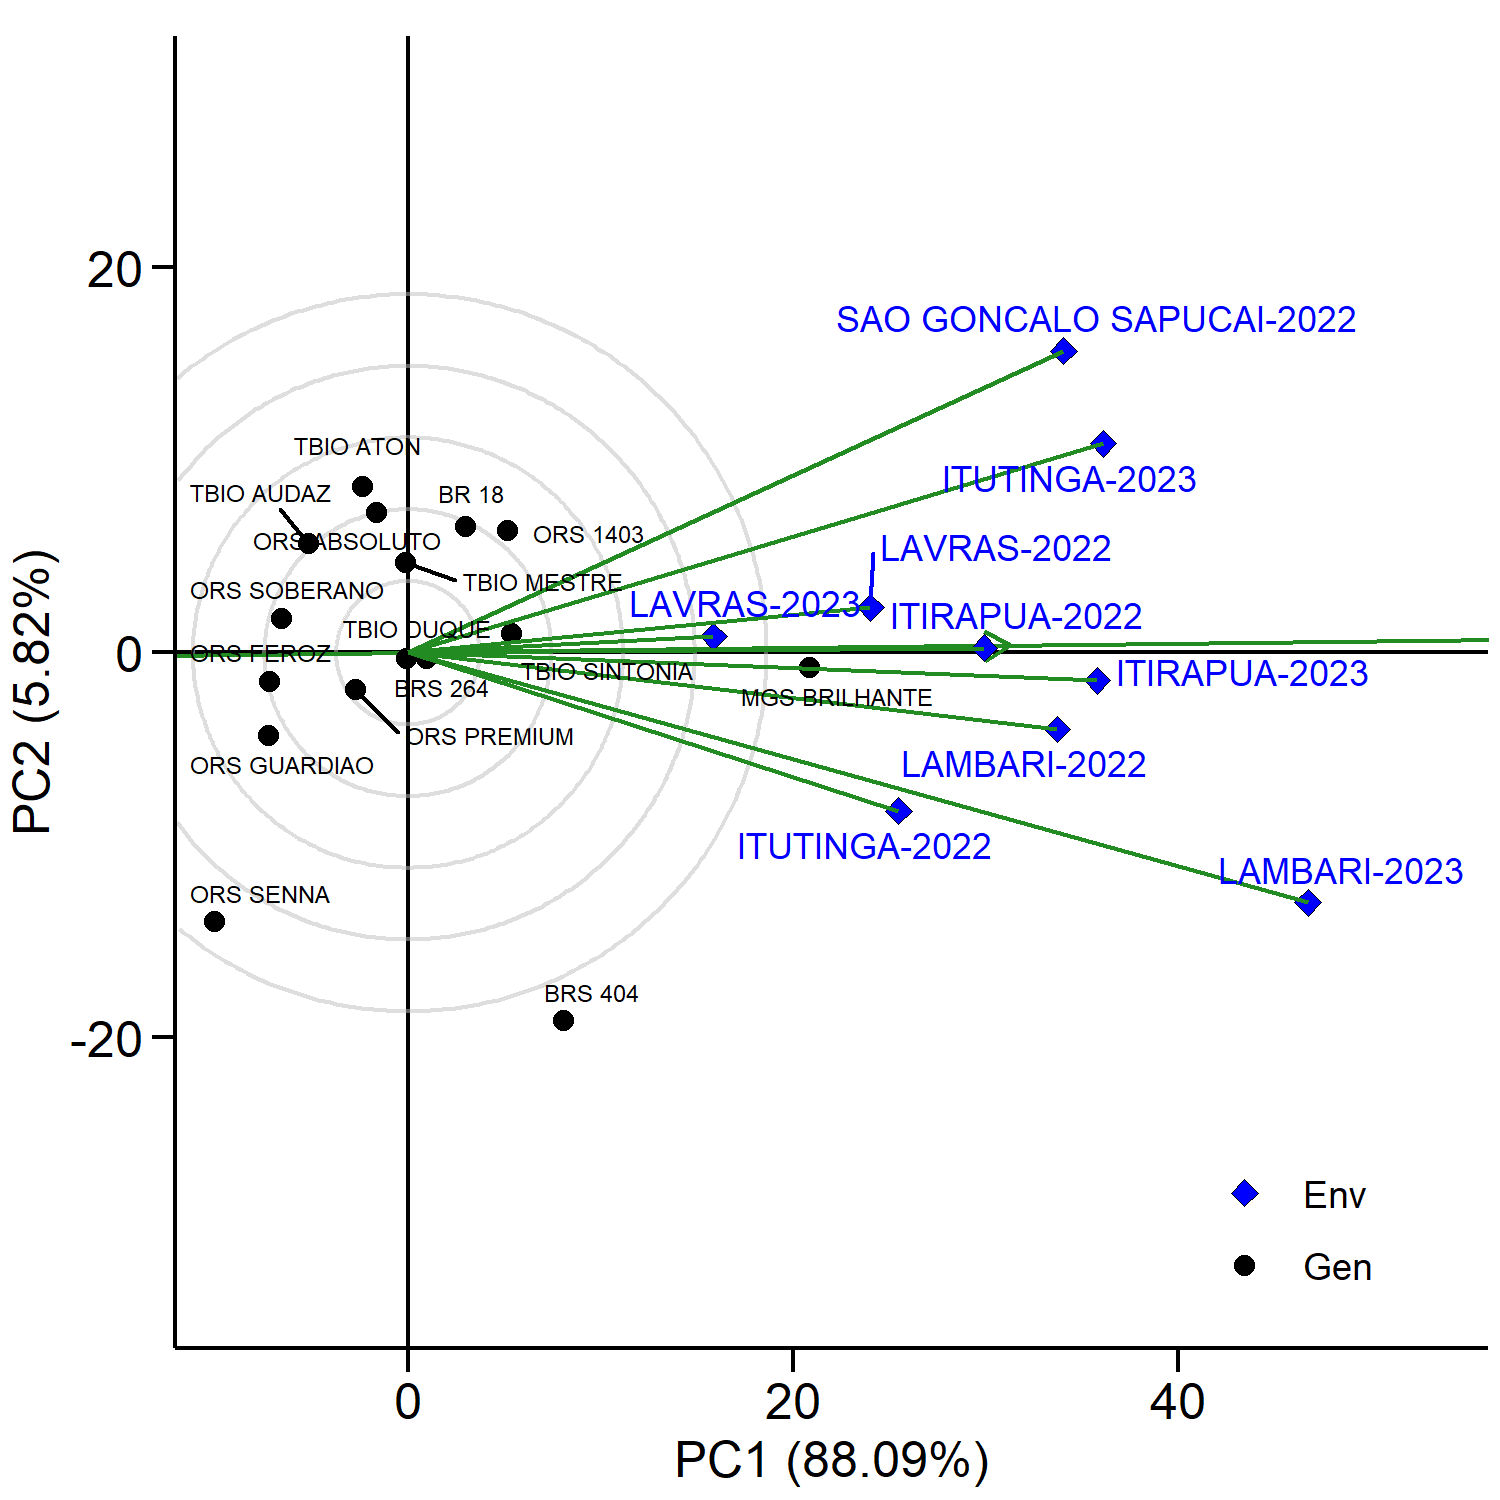 20
0
-20
PC2 (5.82%)
SAO GONCALO SAPUCAI-2022
ITUTINGA-2023
TBIO ATON
TBIO AUDAZ
BR 18
ORS ABSOLUTO
ORS 1403
LAVRAS-2022
TBIO MESTRE
ORS SOBERANO
LAVRAS-2023
ITIRAPUA-2022
TBIO DUQUE
ORS FEROZ
TBIO SINTONIA
ITIRAPUA-2023
BRS 264
MGS BRILHANTE
ORS PREMIUM
ORS GUARDIAO
LAMBARI-2022
ITUTINGA-2022
LAMBARI-2023
ORS SENNA
BRS 404
Env
Gen
0
20
40
PC1 (88.09%)